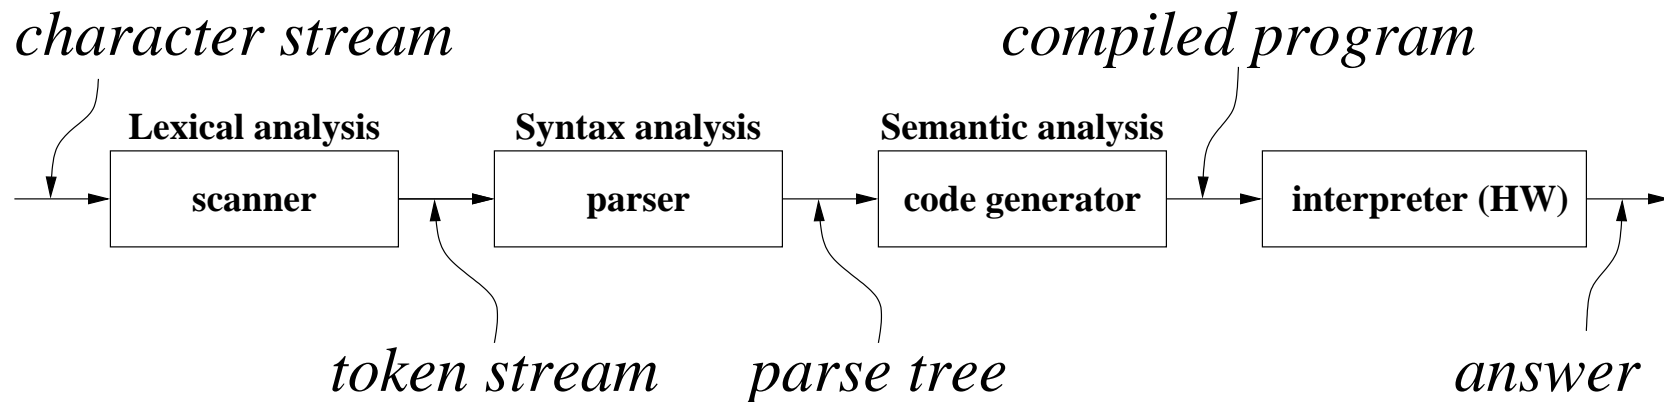 character stream
compiled program
Lexical analysis
Syntax analysis
Semantic analysis
scanner
parser
code generator
interpreter (HW)
token stream
parse tree
answer